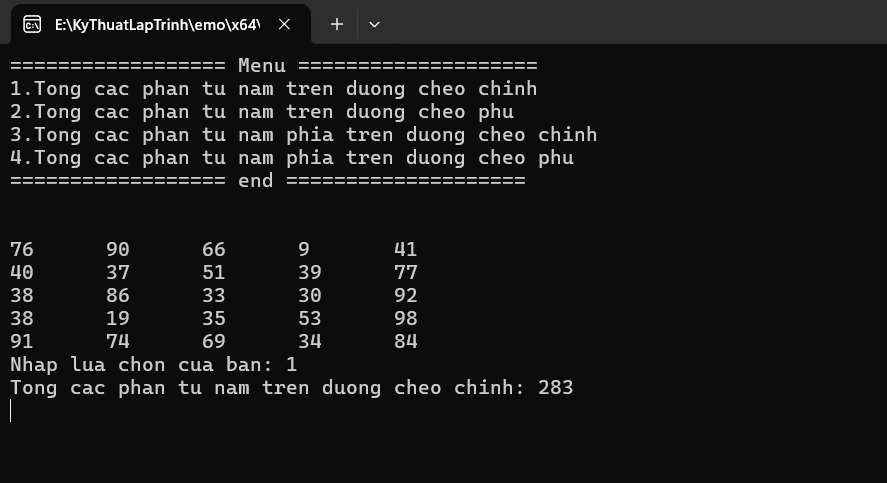 E:\KyThuatLapTrinh\emo\x64\
================== Menu ====================
1.Tong cac phan tu nam tren duong cheo chinh
2.Tong cac phan tu nam tren duong cheo phu
3.Tong cac phan tu nam phia tren duong cheo chinh
4.Tong cac phan tu nam phia tren duong cheo phu
================== end ====================
76 90 66 9 41
40 37 51 39 77
38 86 33 30 92
38 19 35 53 98
91 74 69 34 84
Nhap lua chon cua ban: 1
Tong cac phan tu nam tren duong cheo chinh: 283